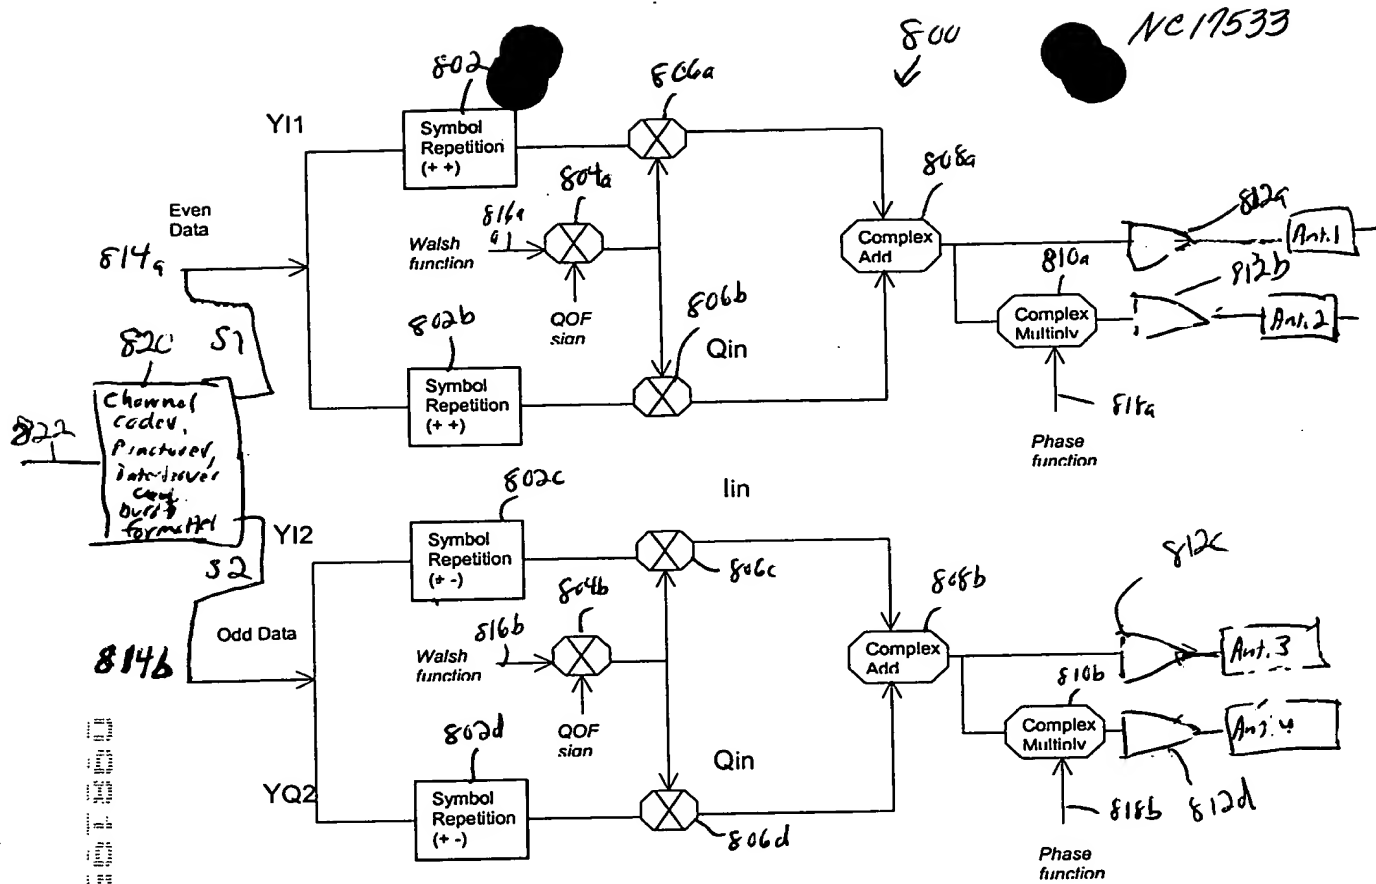 NC17533
800
802
806a
YI1
Symbol
Repetition
(+ +)
804a
808a
Even
Data
816a
812a
Walsh
function
Complex
Add
Ant.1
814a
810a
812b
QOF
sign
806b
802b
Complex
Multiply
Ant.2
S1
820
Qin
Symbol
Repetition
(+ +)
818a
Channel
coder,
Puncturer,
Interleaver
and
burst
formatter
822
Phase
function
802c
Iin
YI2
Symbol
Repetition
(+ -)
812c
S2
806c
804b
808b
Odd Data
816b
Walsh
function
Complex
Add
Ant.3
814b
810b
QOF
sign
802d
Complex
Multiply
Ant.4
Qin
YQ2
Symbol
Repetition
(+ -)
818b
812d
806d
Phase
function